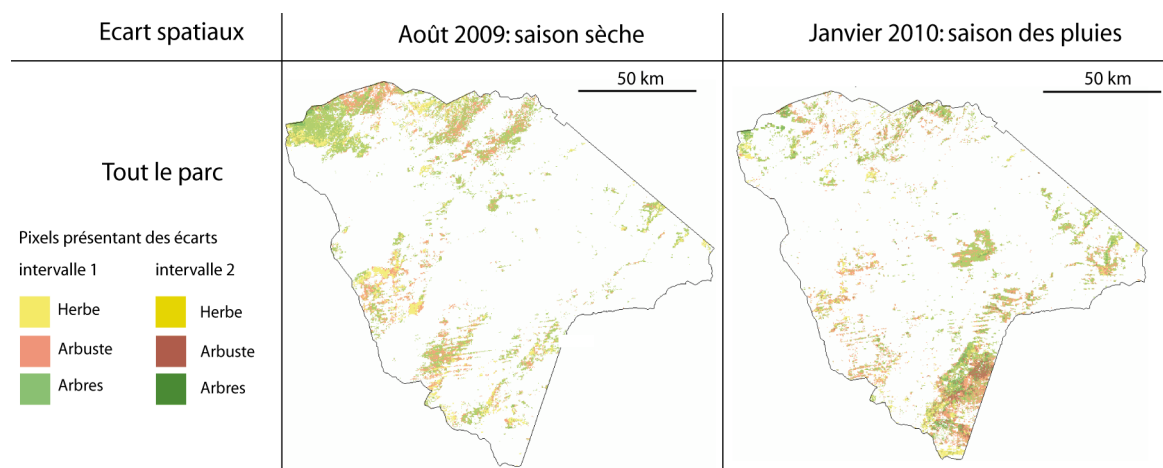 Ecart spatiaux
Août 2009: saison sèche
Janvier 2010: saison des pluies
50 km
50 km
Tout le parc
Pixels présentant des écarts
intervalle 1
intervalle 2
Herbe
Herbe
Arbuste
Arbuste
Arbres
Arbres